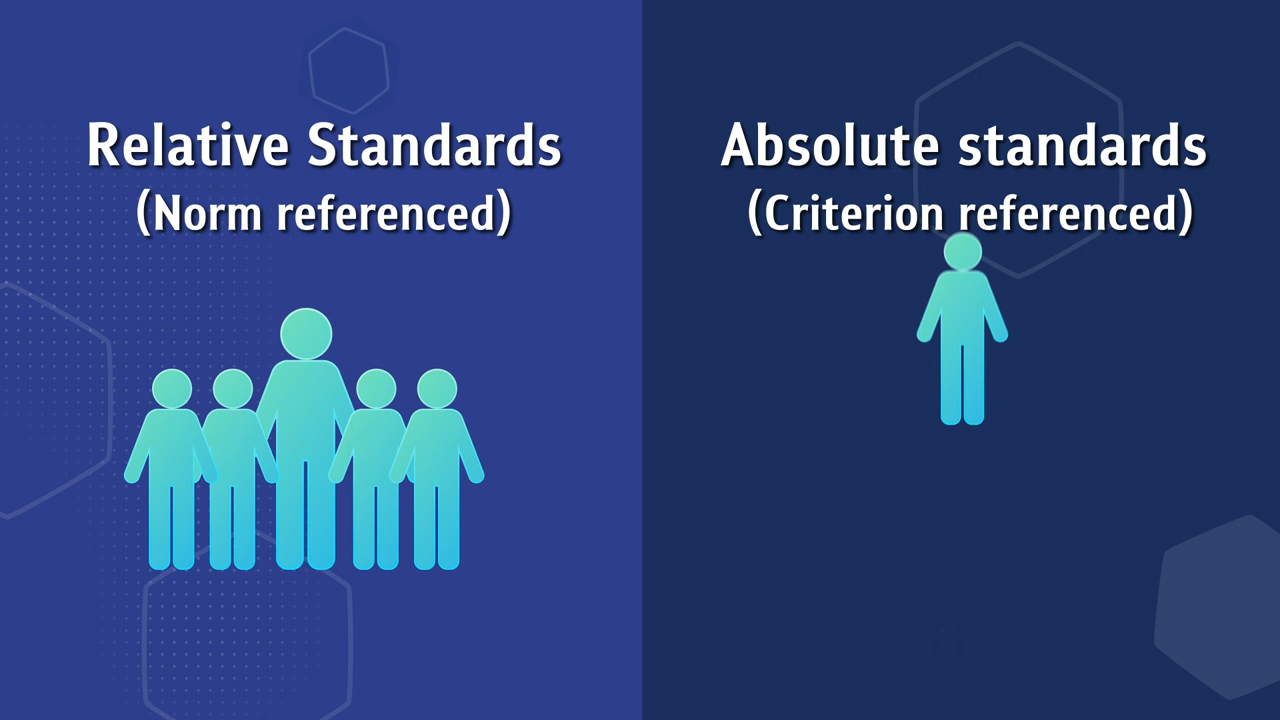 Relative Standards
(Norm referenced)
Absolute standards
(Criterion referenced)